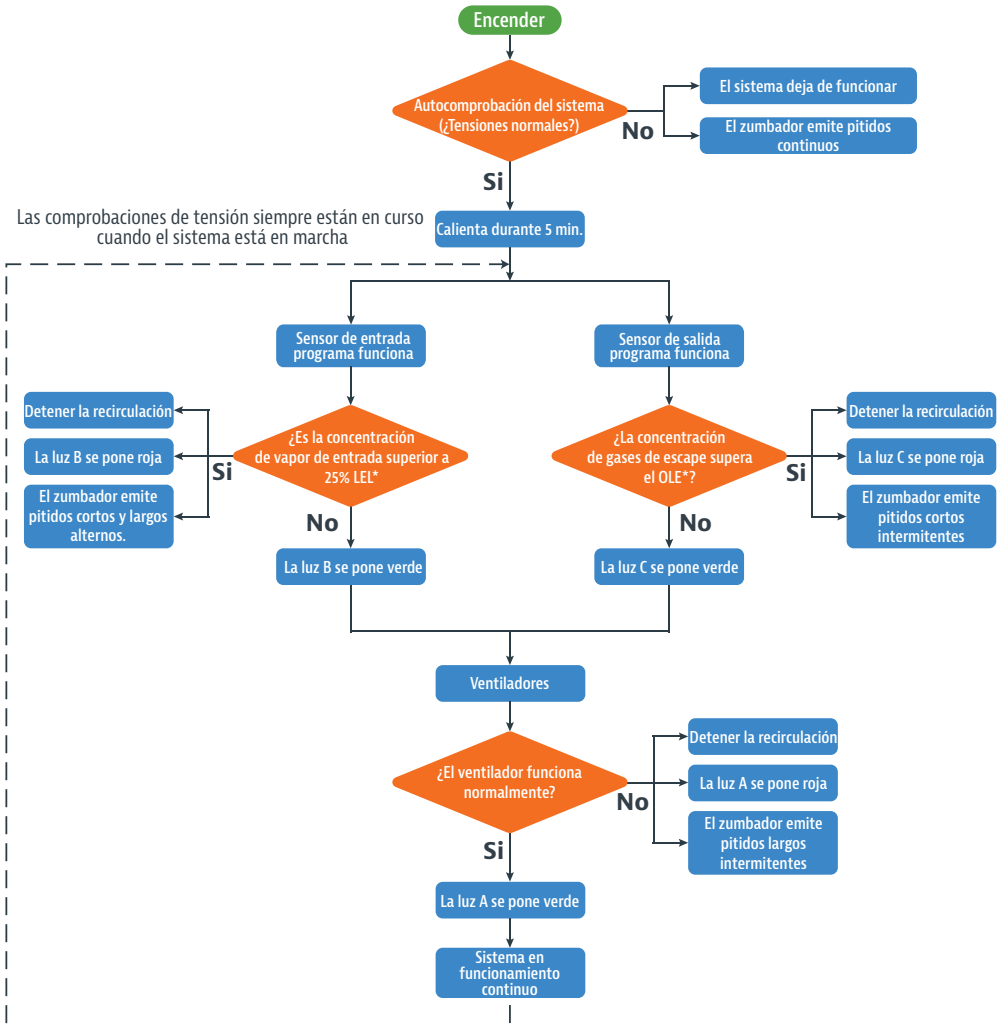 Encender
Autocomprobación del sistema
(¿Tensiones normales?)
No
El sistema deja de funcionar
El zumbador emite pitidos
continuos
Si
Las comprobaciones de tensión siempre están en curso
cuando el sistema está en marcha
Calienta durante 5 min.
Sensor de entrada
programa funciona
Sensor de salida
programa funciona
Detener la recirculación
La luz B se pone roja
El zumbador emite
pitidos cortos y largos
alternos.
Si
¿Es la concentración
de vapor de entrada superior a
25% LEL*
No
La luz B se pone verde
¿La concentración
de gases de escape supera
el OLE*?
Si
No
Detener la recirculación
La luz C se pone roja
El zumbador emite
pitidos cortos
intermitentes
La luz C se pone verde
Ventiladores
¿El ventilador funciona
normalmente?
No
Detener la recirculación
La luz A se pone roja
El zumbador emite
pitidos largos
intermitentes
Si
La luz A se pone verde
Sistema en
funcionamiento
continuo